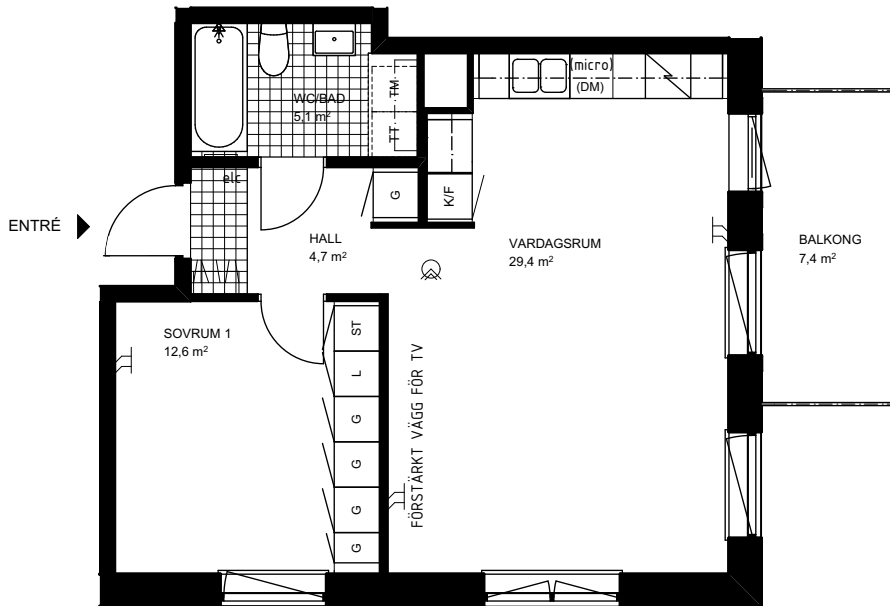 (micro)
(DM)
WC/BAD
5,1 m²
TM
TT
elc
K/F
G
ENTRÉ
HALL
4,7 m²
VARDAGSRUM
29,4 m²
BALKONG
7,4 m²
SOVRUM 1
12,6 m²
ST
L
G
G
G
G
FÖRSTÄRKT VÄGG FÖR TV